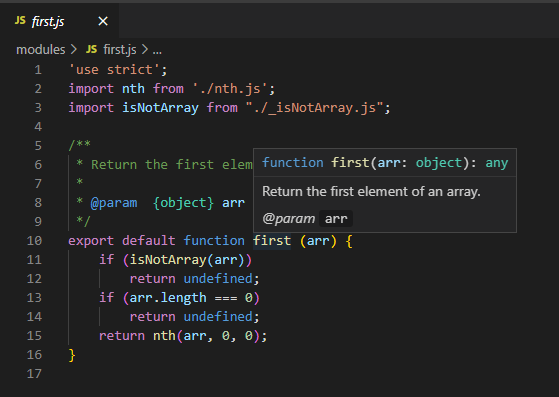 JS first.js ×
modules > JS first.js > ...
1 'use strict';
2 import nth from './nth.js';
3 import isNotArray from "./_isNotArray.js";
4
5 /**
6 * Return the first elem
7 *
8 * @param {object} arr
9 */
function first(arr: object): any
Return the first element of an array.
@param arr
10 export default function first (arr) {
11 if (isNotArray(arr))
12 return undefined;
13 if (arr.length === 0)
14 return undefined;
15 return nth(arr, 0, 0);
16 }
17